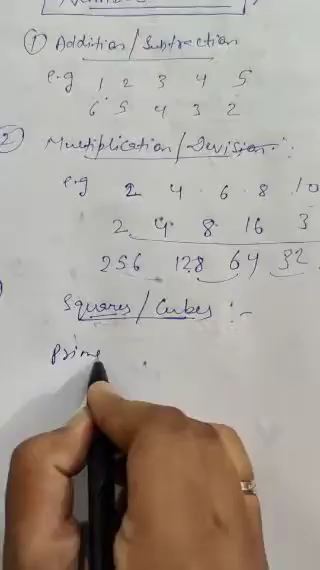 ① Addition / Subtraction
e.g 1 2 3 4 5
6 5 4 3 2
② Multiplication / Devision :
e.g 2 4 6 8 10
2 4 8 16 3
256 128 64 32
Squares / Cubes :-
Prime